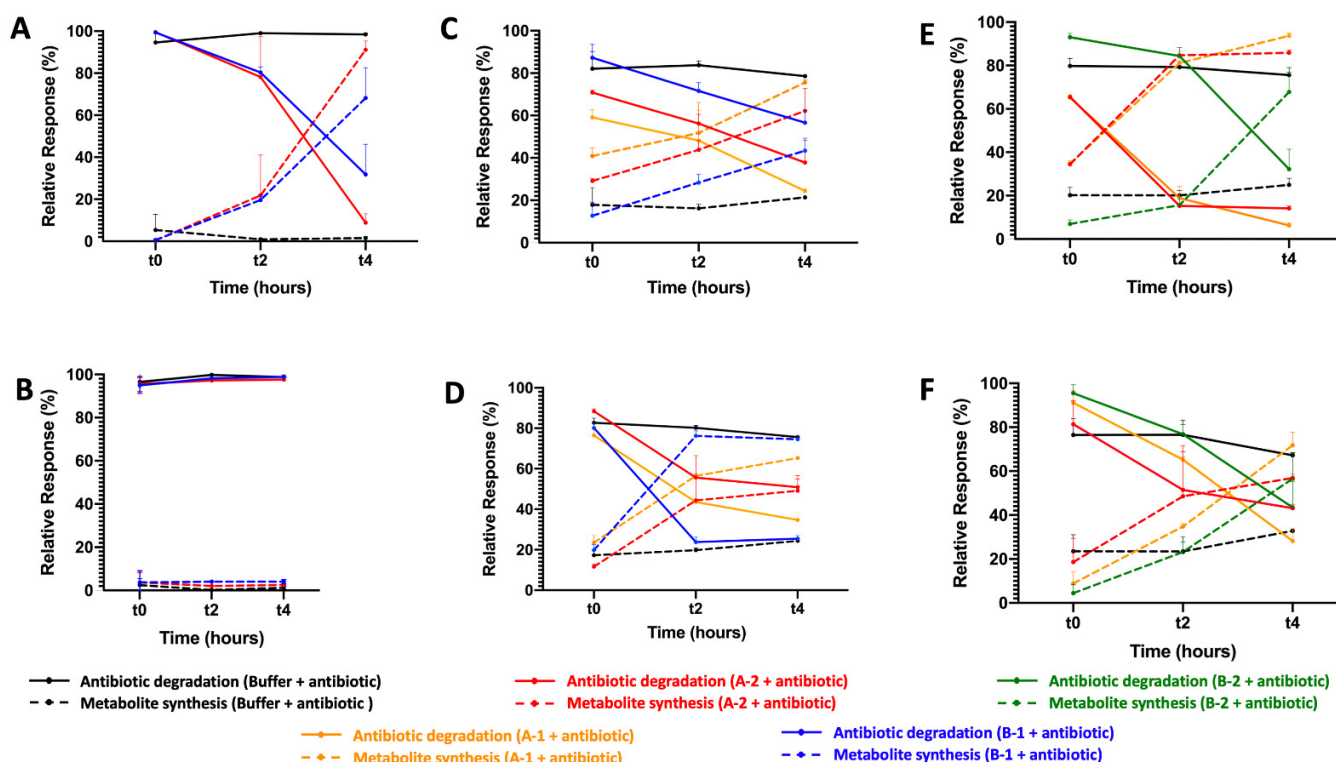 A
Relative Response (%)
100
80
60
40
20
0
t0 t2 t4
Time (hours)
C
Relative Response (%)
100
80
60
40
20
0
t0 t2 t4
Time (hours)
E
Relative Response (%)
100
80
60
40
20
0
t0 t2 t4
Time (hours)
B
Relative Response (%)
100
80
60
40
20
0
t0 t2 t4
Time (hours)
D
Relative Response (%)
100
80
60
40
20
0
t0 t2 t4
Time (hours)
F
Relative Response (%)
100
80
60
40
20
0
t0 t2 t4
Time (hours)
Antibiotic degradation (Buffer + antibiotic)
Metabolite synthesis (Buffer + antibiotic )
Antibiotic degradation (A-2 + antibiotic)
Metabolite synthesis (A-2 + antibiotic)
Antibiotic degradation (B-2 + antibiotic)
Metabolite synthesis (B-2 + antibiotic)
Antibiotic degradation (A-1 + antibiotic)
Metabolite synthesis (A-1 + antibiotic)
Antibiotic degradation (B-1 + antibiotic)
Metabolite synthesis (B-1 + antibiotic)